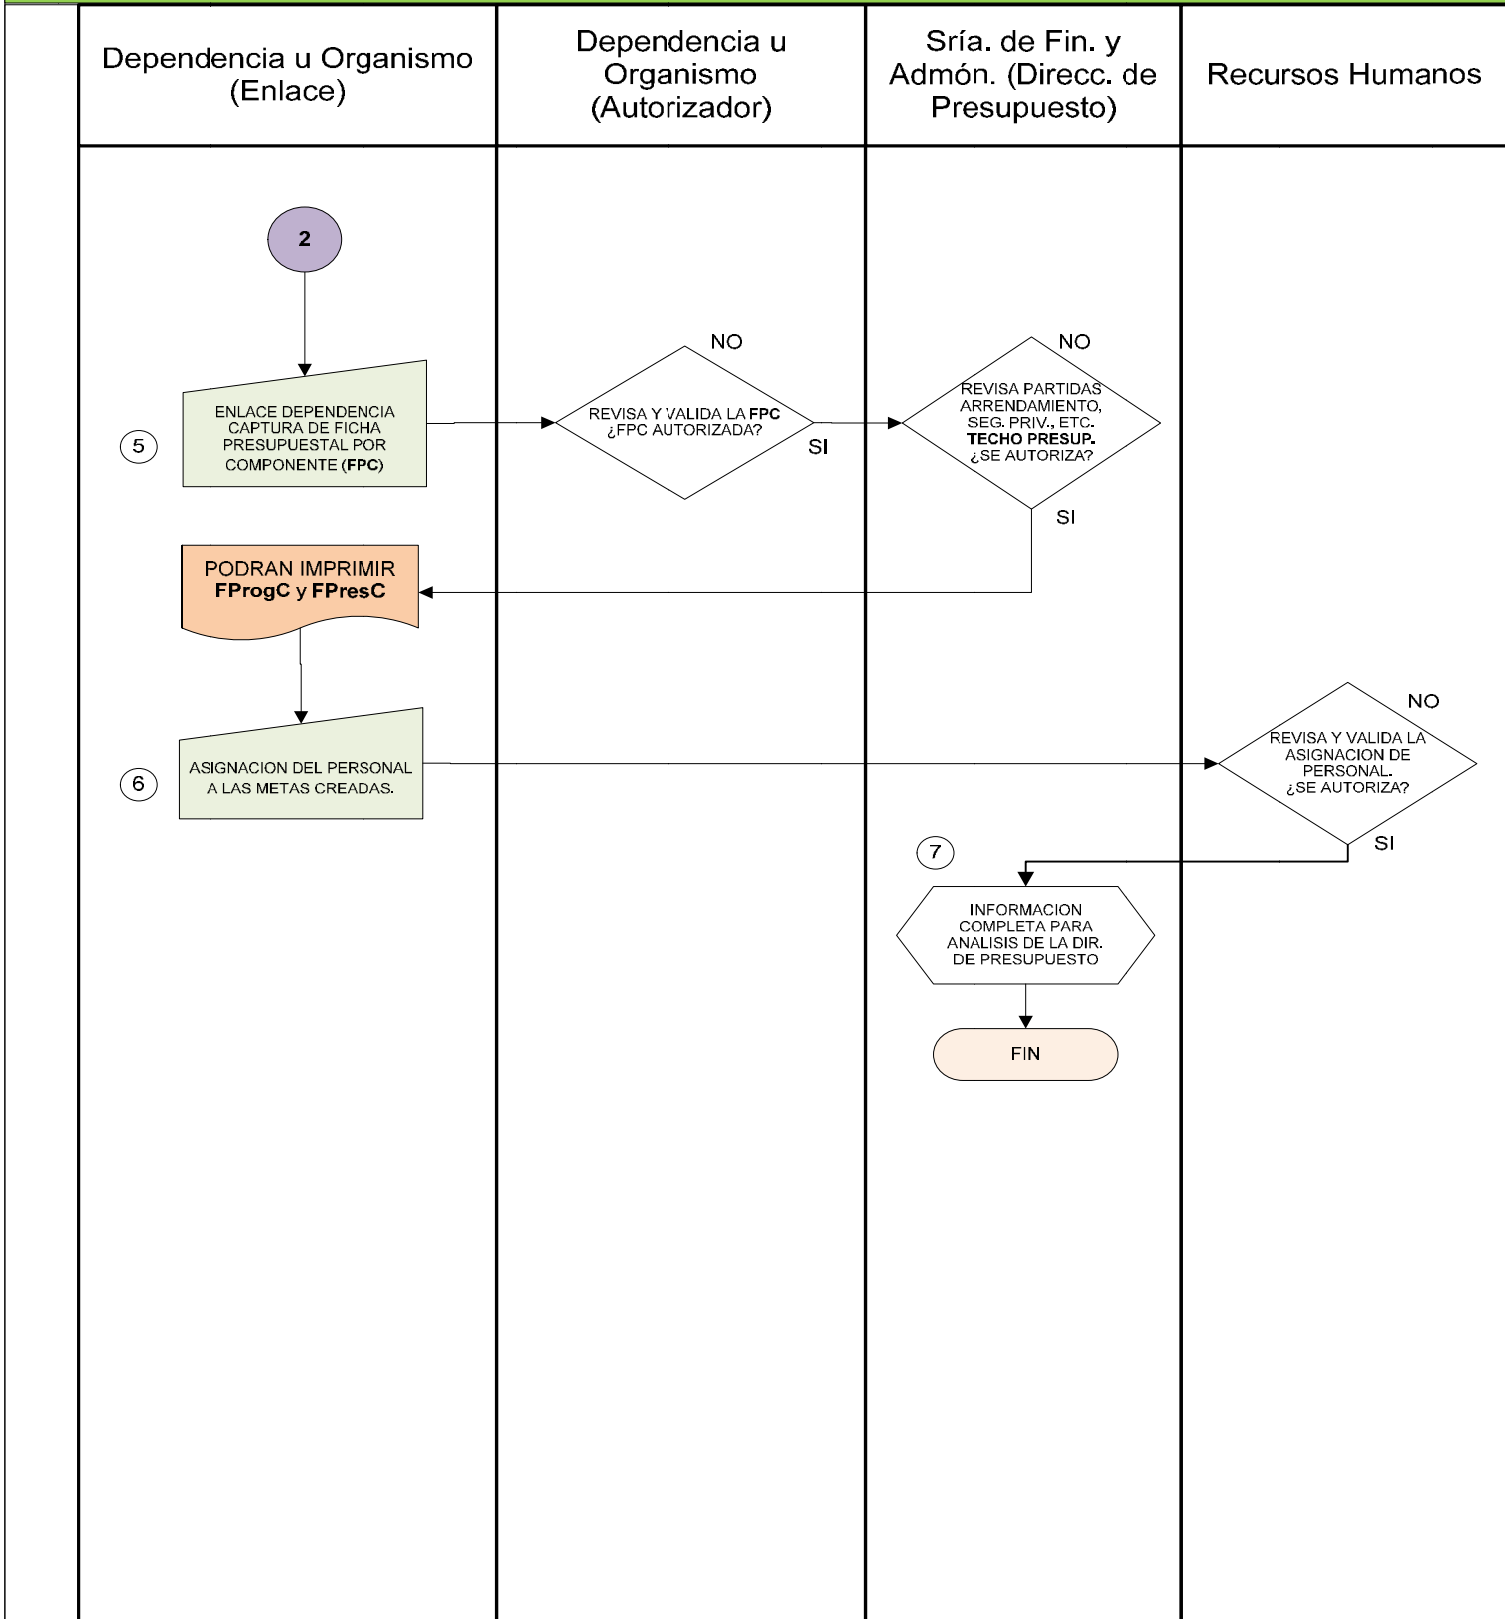 Dependencia u Organismo
(Enlace)
Dependencia u
Organismo
(Autorizador)
Sría. de Fin. y
Admón. (Direcc. de
Presupuesto)
Recursos Humanos
2
5
ENLACE DEPENDENCIA
CAPTURA DE FICHA
PRESUPUESTAL POR
COMPONENTE (FPC)
NO
REVISA Y VALIDA LA FPC
¿FPC AUTORIZADA?
SI
NO
REVISA PARTIDAS
ARRENDAMIENTO,
SEG. PRIV., ETC.
TECHO PRESUP.
¿SE AUTORIZA?
SI
PODRAN IMPRIMIR
FProgC y FPresC
6
ASIGNACION DEL PERSONAL
A LAS METAS CREADAS.
NO
REVISA Y VALIDA LA
ASIGNACION DE
PERSONAL.
¿SE AUTORIZA?
SI
7
INFORMACION
COMPLETA PARA
ANALISIS DE LA DIR.
DE PRESUPUESTO
FIN